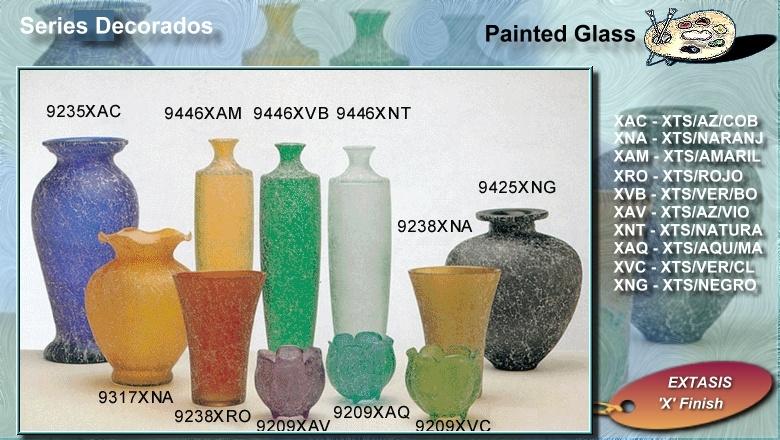 Series Decorados
Painted Glass
9235XAC
9446XAM
9446XVB
9446XNT
9425XNG
9238XNA
9317XNA
9238XRO
9209XAV
9209XAQ
9209XVC
XAC - XTS/AZ/COB
XNA - XTS/NARANJ
XAM - XTS/AMARIL
XRO - XTS/ROJO
XVB - XTS/VER/BO
XAV - XTS/AZ/VIO
XNT - XTS/NATURA
XAQ - XTS/AQU/MA
XVC - XTS/VER/CL
XNG - XTS/NEGRO
EXTASIS
'X' Finish